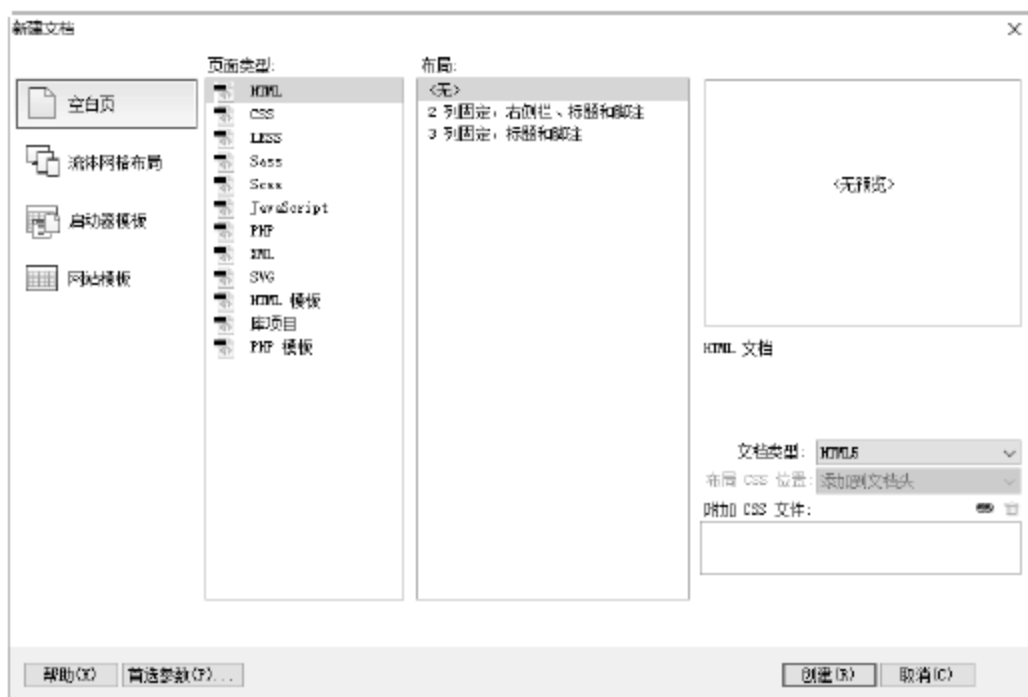 新建文档
空白页
流体网格布局
启动器模板
网站模板
页面类型:
HTML
CSS
LESS
Sass
Scss
JavaScript
PHP
XML
SVG
HTML 模板
库项目
PHP 模板
布局:
<无>
2 列固定，右侧栏、标题和脚注
3 列固定，标题和脚注
<无预览>
HTML 文档
文档类型: HTML5
布局 CSS 位置: 添加到文档头
附加 CSS 文件:
帮助(H) 首选参数(P)... 创建(R) 取消(C)